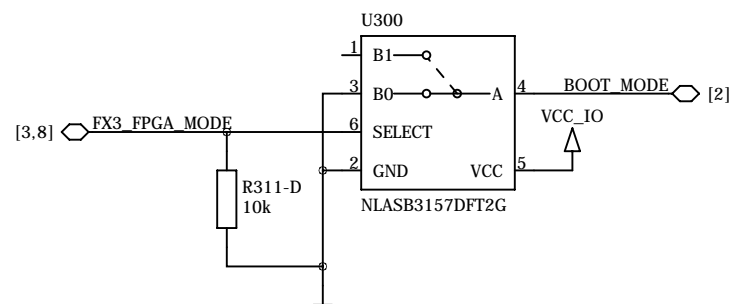 U300
1 B1
3 B0 A 4 BOOT_MODE [2]
VCC_IO
[3,8] FX3_FPGA_MODE 6 SELECT
2 GND VCC 5
R311-D
10k
NLASB3157DFT2G